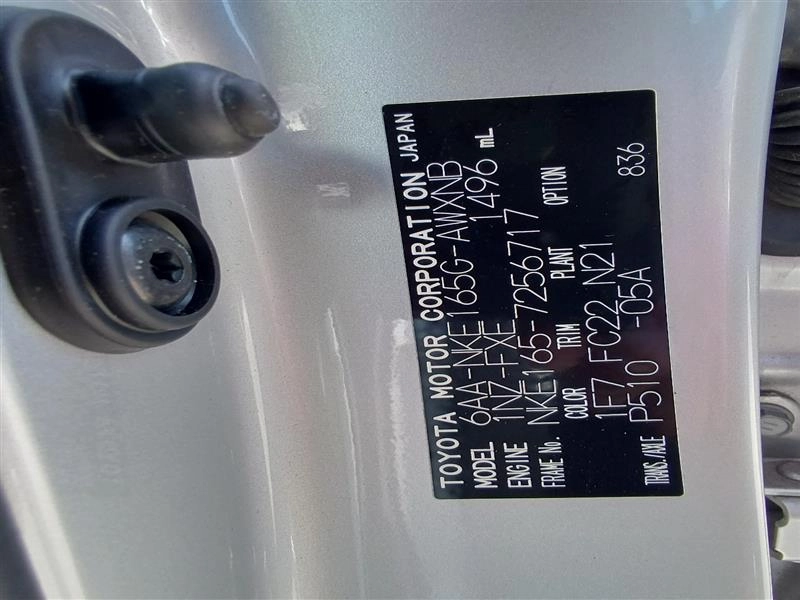 TOYOTA MOTOR CORPORATION JAPAN
MODEL 6AA-NKE165G-AWXNB
ENGINE 1NZ-FXE 1496 mL
FRAME No. NKE165-7256717
COLOR TRIM PLANT OPTION
1F7 FC22 N21
TRANS./AXLE P510 -05A 836